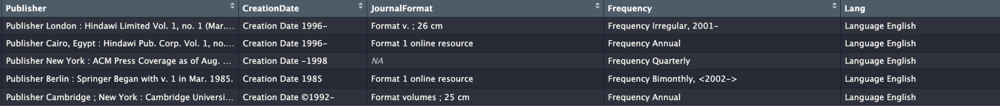 Publisher CreationDate JournalFormat Frequency Lang
Publisher London : Hindawi Limited Vol. 1, no. 1 (Mar.... Creation Date 1996- Format v. ; 26 cm Frequency Irregular, 2001- Language English
Publisher Cairo, Egypt : Hindawi Pub. Corp. Vol. 1, no.... Creation Date 1996- Format 1 online resource Frequency Annual Language English
Publisher New York : ACM Press Coverage as of Aug. ... Creation Date -1998 NA Frequency Quarterly Language English
Publisher Berlin : Springer Began with v. 1 in Mar. 1985. Creation Date 1985 Format 1 online resource Frequency Bimonthly, <2002-> Language English
Publisher Cambridge ; New York : Cambridge Universi... Creation Date ©1992- Format volumes ; 25 cm Frequency Annual Language English